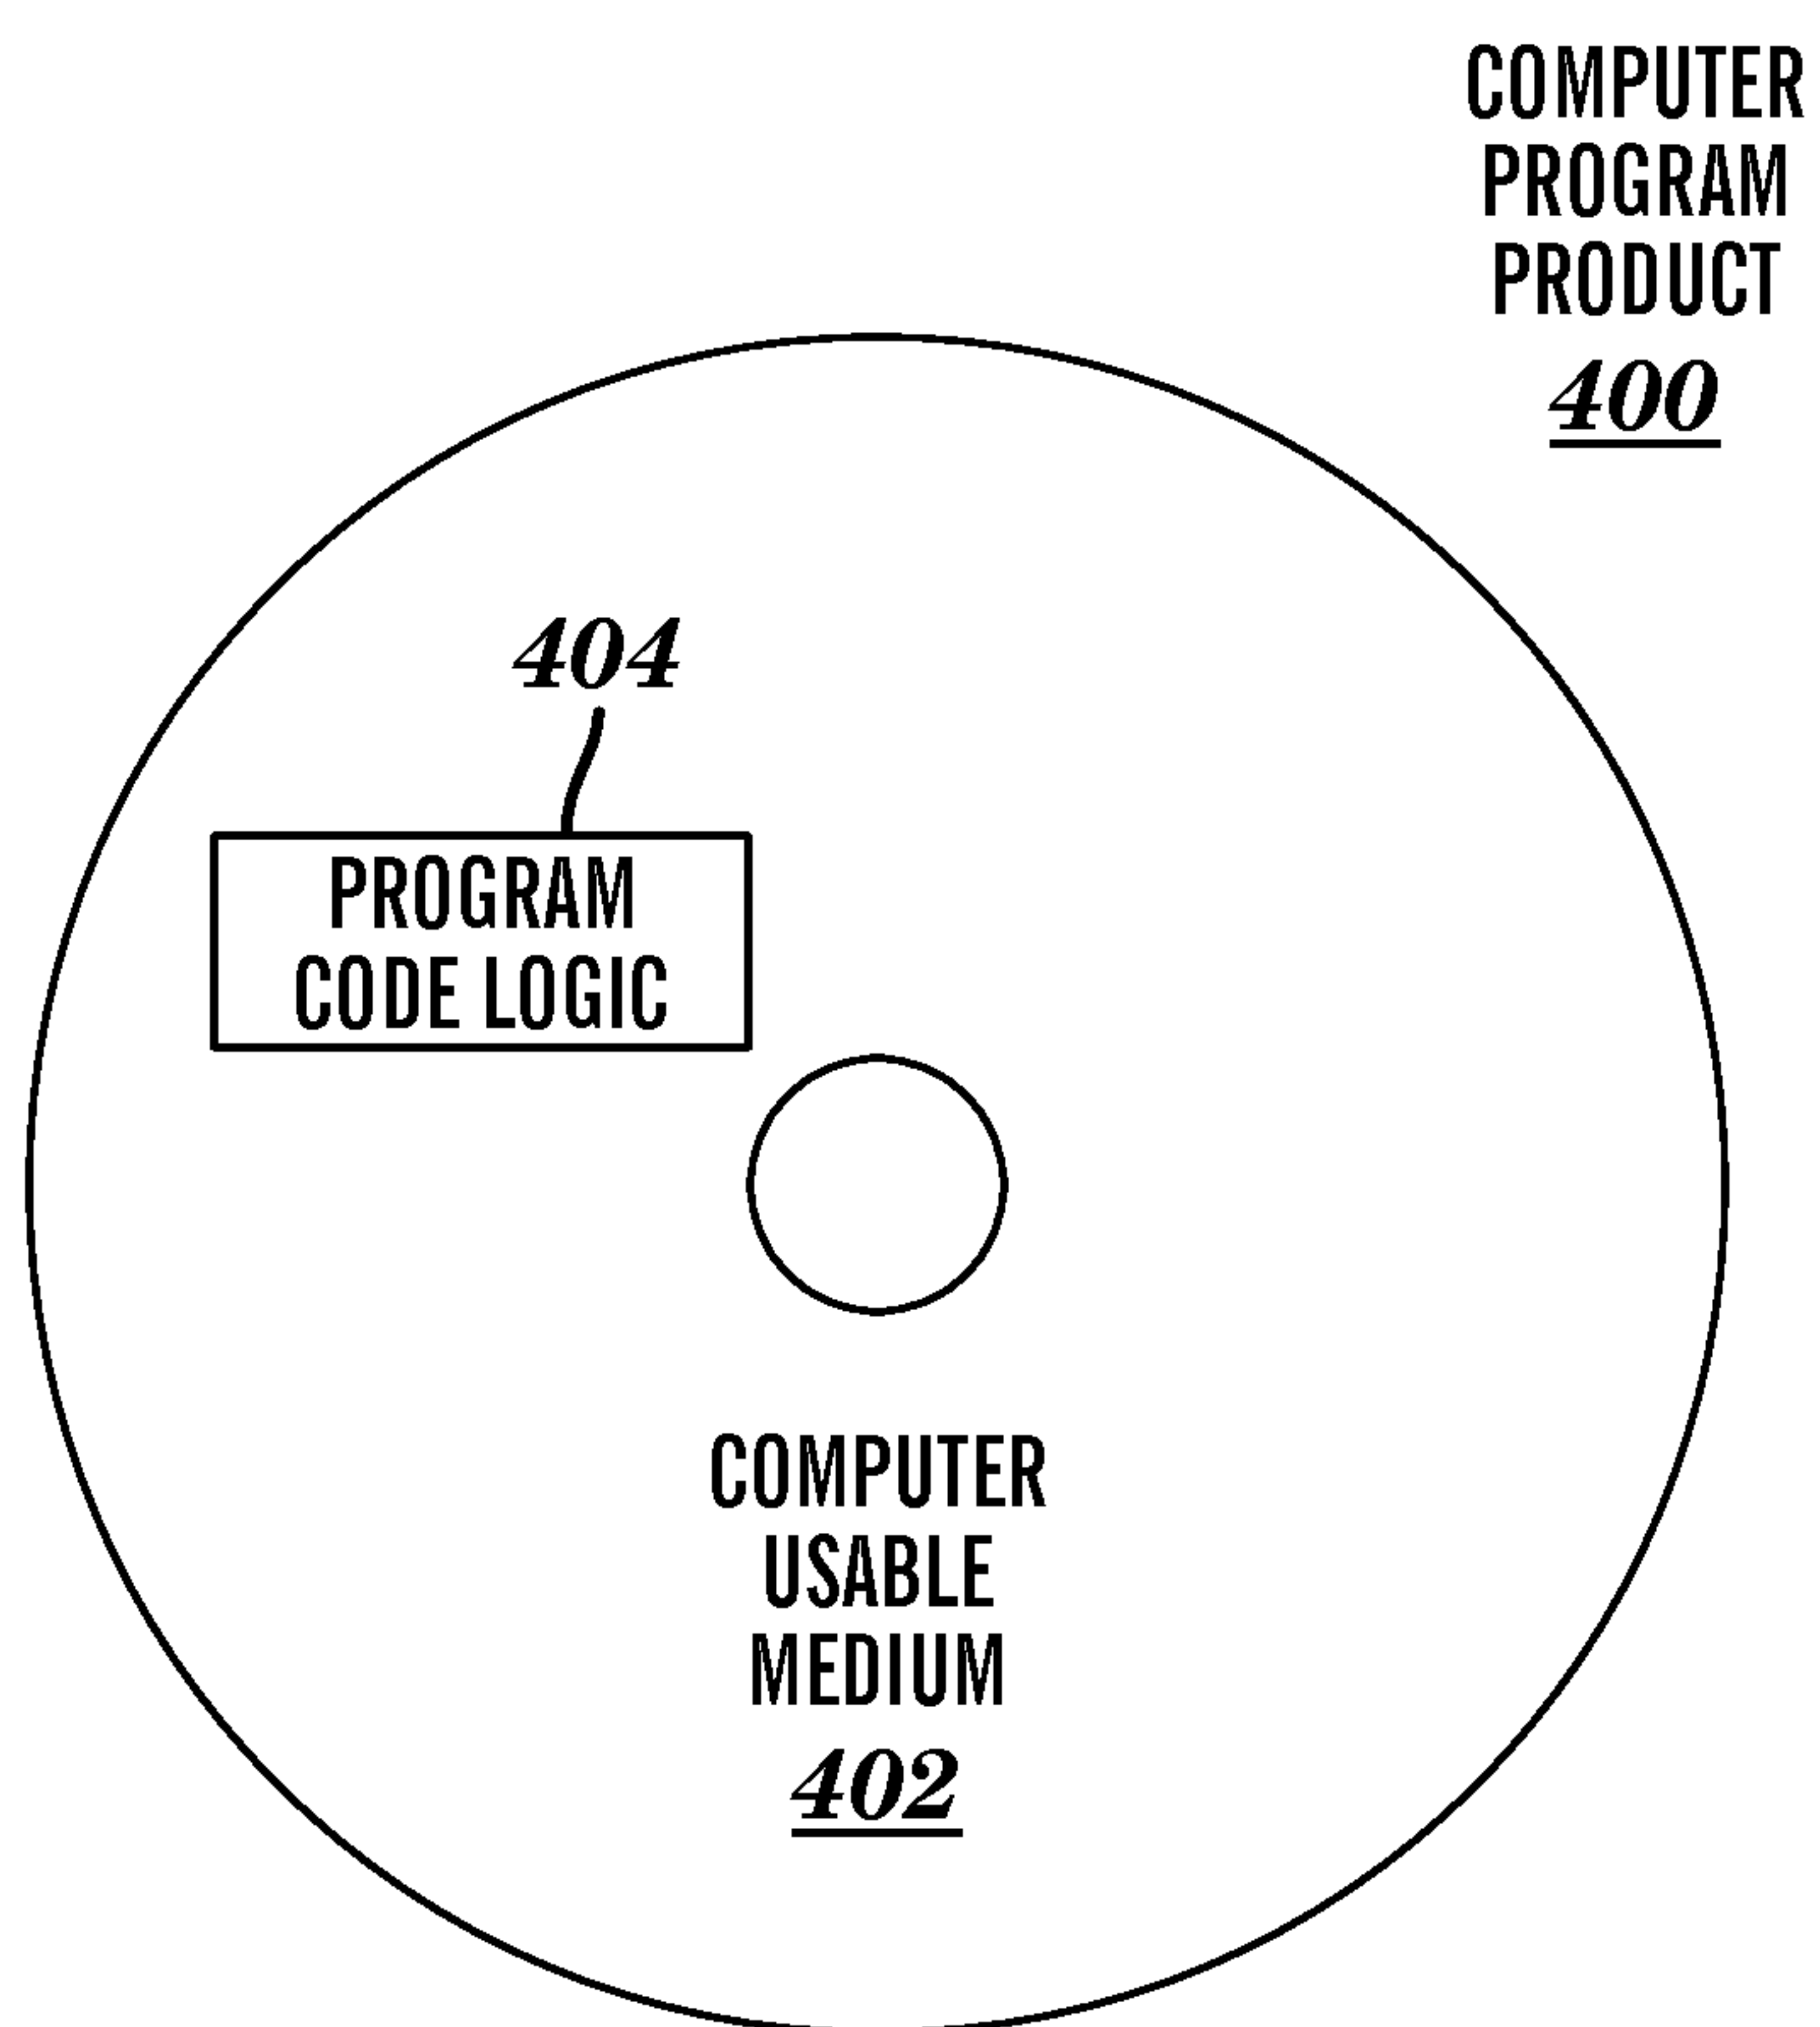 COMPUTER
PROGRAM
PRODUCT
400
404
PROGRAM
CODE LOGIC
COMPUTER
USABLE
MEDIUM
402